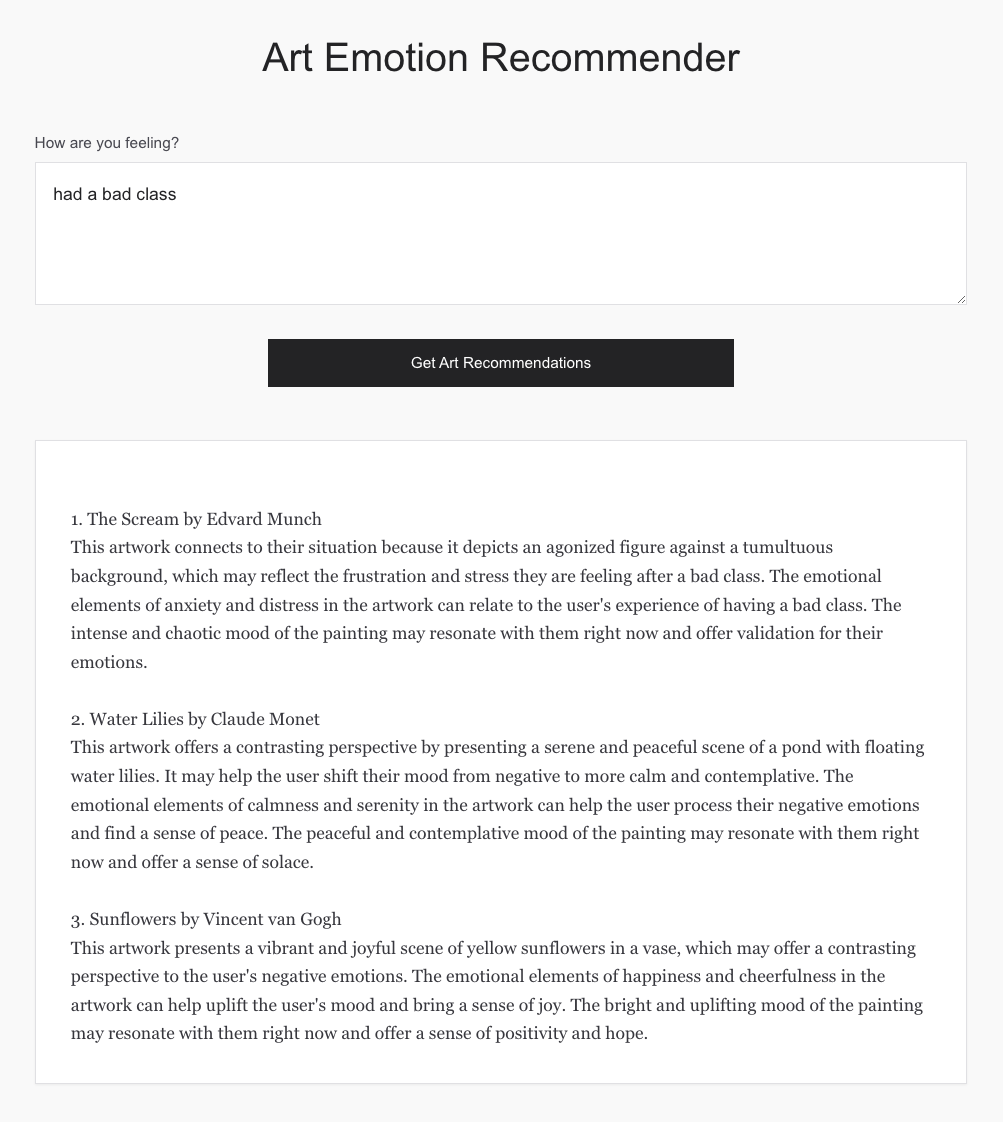 Art Emotion Recommender
How are you feeling?
had a bad class
Get Art Recommendations
1. The Scream by Edvard Munch
This artwork connects to their situation because it depicts an agonized figure against a tumultuous
background, which may reflect the frustration and stress they are feeling after a bad class. The emotional
elements of anxiety and distress in the artwork can relate to the user's experience of having a bad class. The
intense and chaotic mood of the painting may resonate with them right now and offer validation for their
emotions.
2. Water Lilies by Claude Monet
This artwork offers a contrasting perspective by presenting a serene and peaceful scene of a pond with floating
water lilies. It may help the user shift their mood from negative to more calm and contemplative. The
emotional elements of calmness and serenity in the artwork can help the user process their negative emotions
and find a sense of peace. The peaceful and contemplative mood of the painting may resonate with them right
now and offer a sense of solace.
3. Sunflowers by Vincent van Gogh
This artwork presents a vibrant and joyful scene of yellow sunflowers in a vase, which may offer a contrasting
perspective to the user's negative emotions. The emotional elements of happiness and cheerfulness in the
artwork can help uplift the user's mood and bring a sense of joy. The bright and uplifting mood of the painting
may resonate with them right now and offer a sense of positivity and hope.